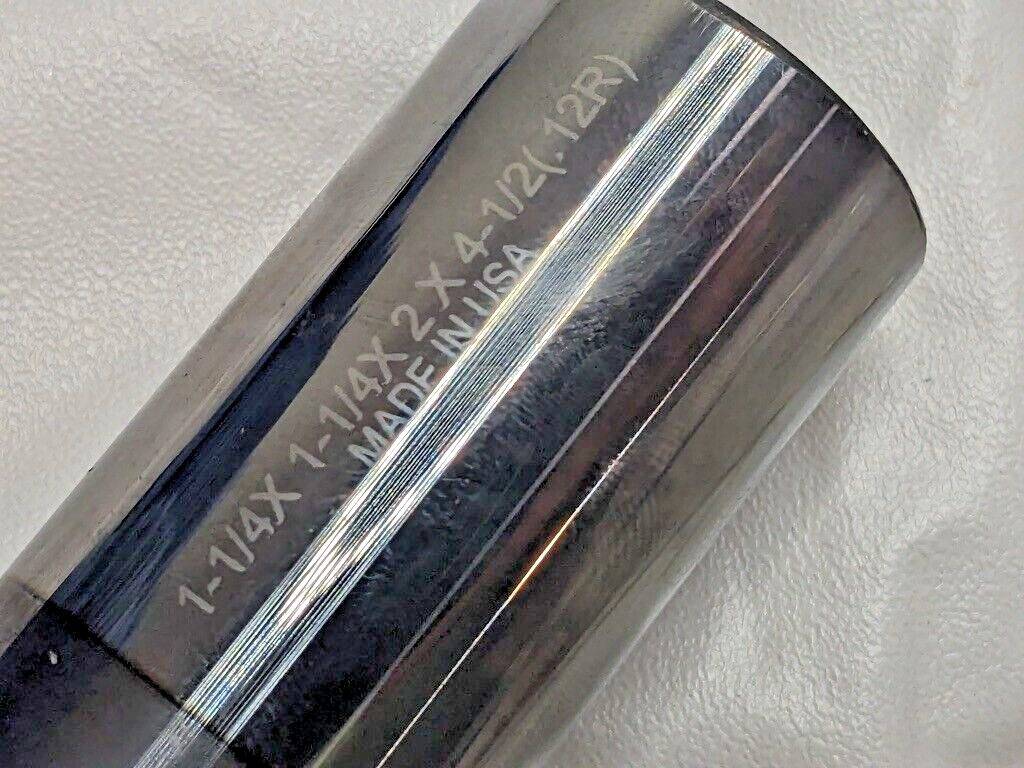 1-1/4X 1-1/4X 2 X 4-1/2(.12R)
MADE IN USA